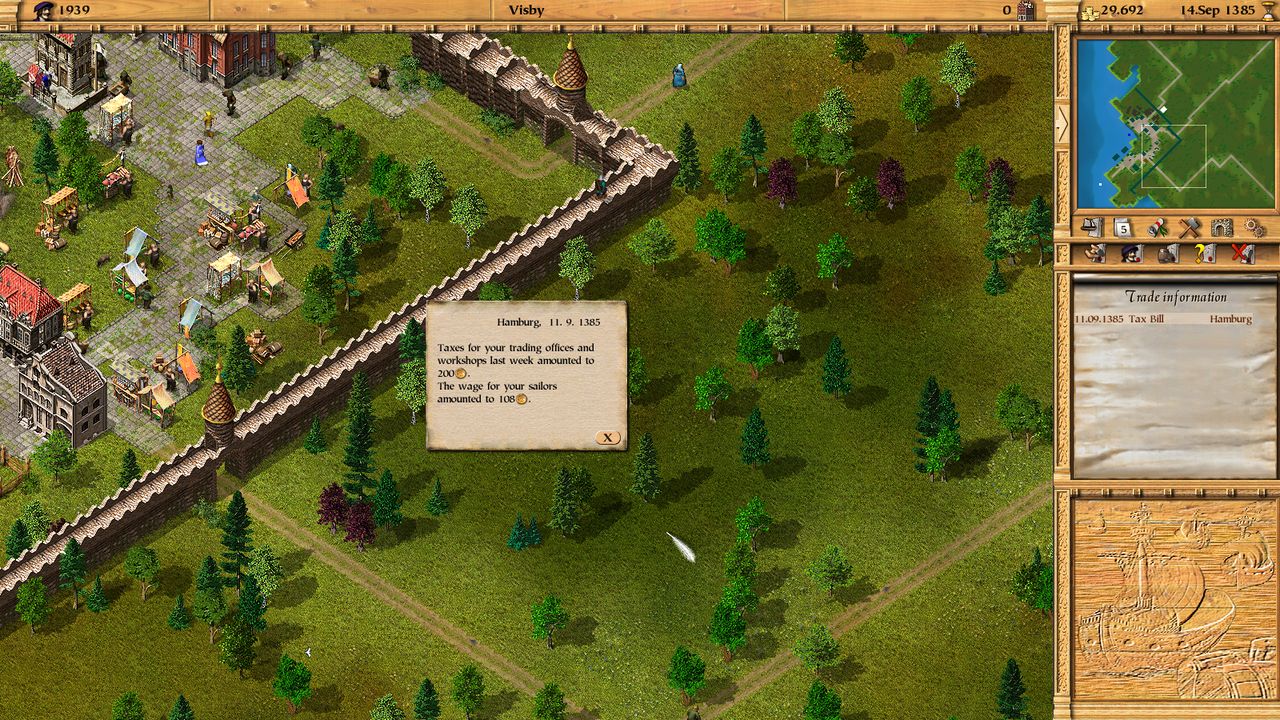 1939
Visby
0
29.692
14.Sep 1385
5
Trade information
11.09.1385 Tax Bill Hamburg
Hamburg, 11. 9. 1385
Taxes for your trading offices and
workshops last week amounted to
200.
The wage for your sailors
amounted to 108.
X